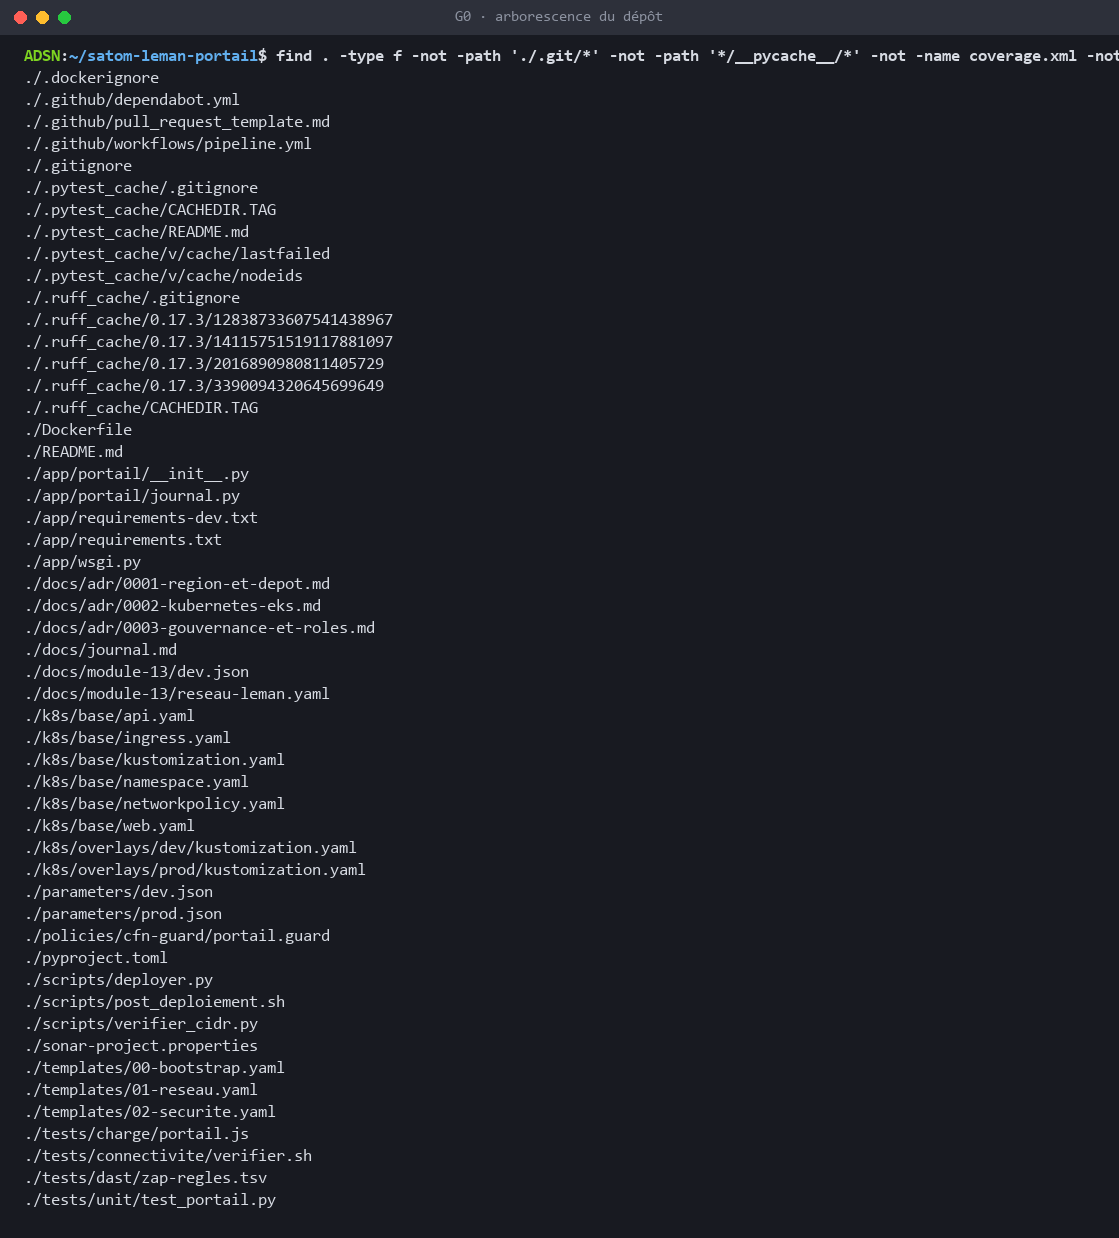 G0 · arborescence du dépôt
ADSN:~/satom-leman-portail$ find . -type f -not -path './.git/*' -not -path '*/__pycache__/*' -not -name coverage.xml -not
./.dockerignore
./.github/dependabot.yml
./.github/pull_request_template.md
./.github/workflows/pipeline.yml
./.gitignore
./.pytest_cache/.gitignore
./.pytest_cache/CACHEDIR.TAG
./.pytest_cache/README.md
./.pytest_cache/v/cache/lastfailed
./.pytest_cache/v/cache/nodeids
./.ruff_cache/.gitignore
./.ruff_cache/0.17.3/12838733607541438967
./.ruff_cache/0.17.3/14115751519117881097
./.ruff_cache/0.17.3/2016890980811405729
./.ruff_cache/0.17.3/3390094320645699649
./.ruff_cache/CACHEDIR.TAG
./Dockerfile
./README.md
./app/portail/__init__.py
./app/portail/journal.py
./app/requirements-dev.txt
./app/requirements.txt
./app/wsgi.py
./docs/adr/0001-region-et-depot.md
./docs/adr/0002-kubernetes-eks.md
./docs/adr/0003-gouvernance-et-roles.md
./docs/journal.md
./docs/module-13/dev.json
./docs/module-13/reseau-leman.yaml
./k8s/base/api.yaml
./k8s/base/ingress.yaml
./k8s/base/kustomization.yaml
./k8s/base/namespace.yaml
./k8s/base/networkpolicy.yaml
./k8s/base/web.yaml
./k8s/overlays/dev/kustomization.yaml
./k8s/overlays/prod/kustomization.yaml
./parameters/dev.json
./parameters/prod.json
./policies/cfn-guard/portail.guard
./pyproject.toml
./scripts/deployer.py
./scripts/post_deploiement.sh
./scripts/verifier_cidr.py
./sonar-project.properties
./templates/00-bootstrap.yaml
./templates/01-reseau.yaml
./templates/02-securite.yaml
./tests/charge/portail.js
./tests/connectivite/verifier.sh
./tests/dast/zap-regles.tsv
./tests/unit/test_portail.py